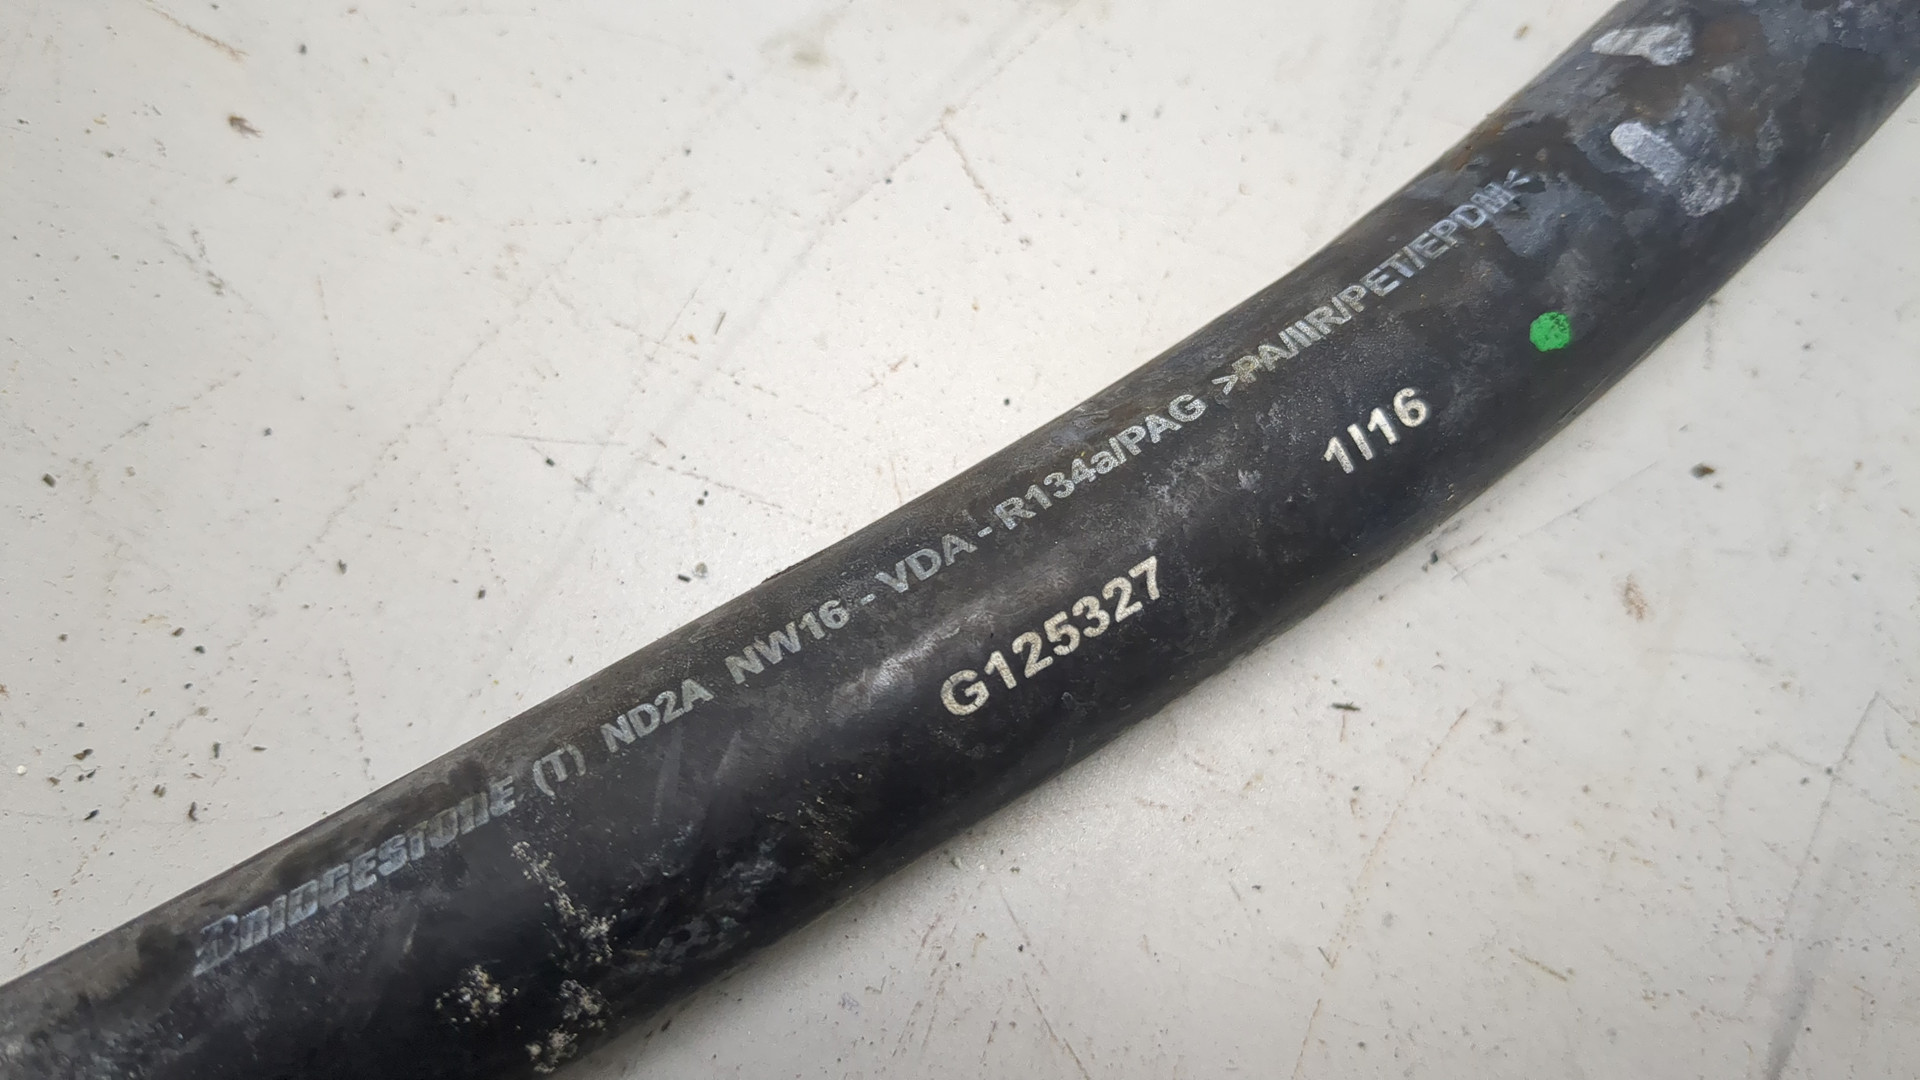 BRIDGESTONE (T) ND2A NW16 - VDA - R134a/PAG >PA/IIR/PET/EPDM<
G125327 1/16